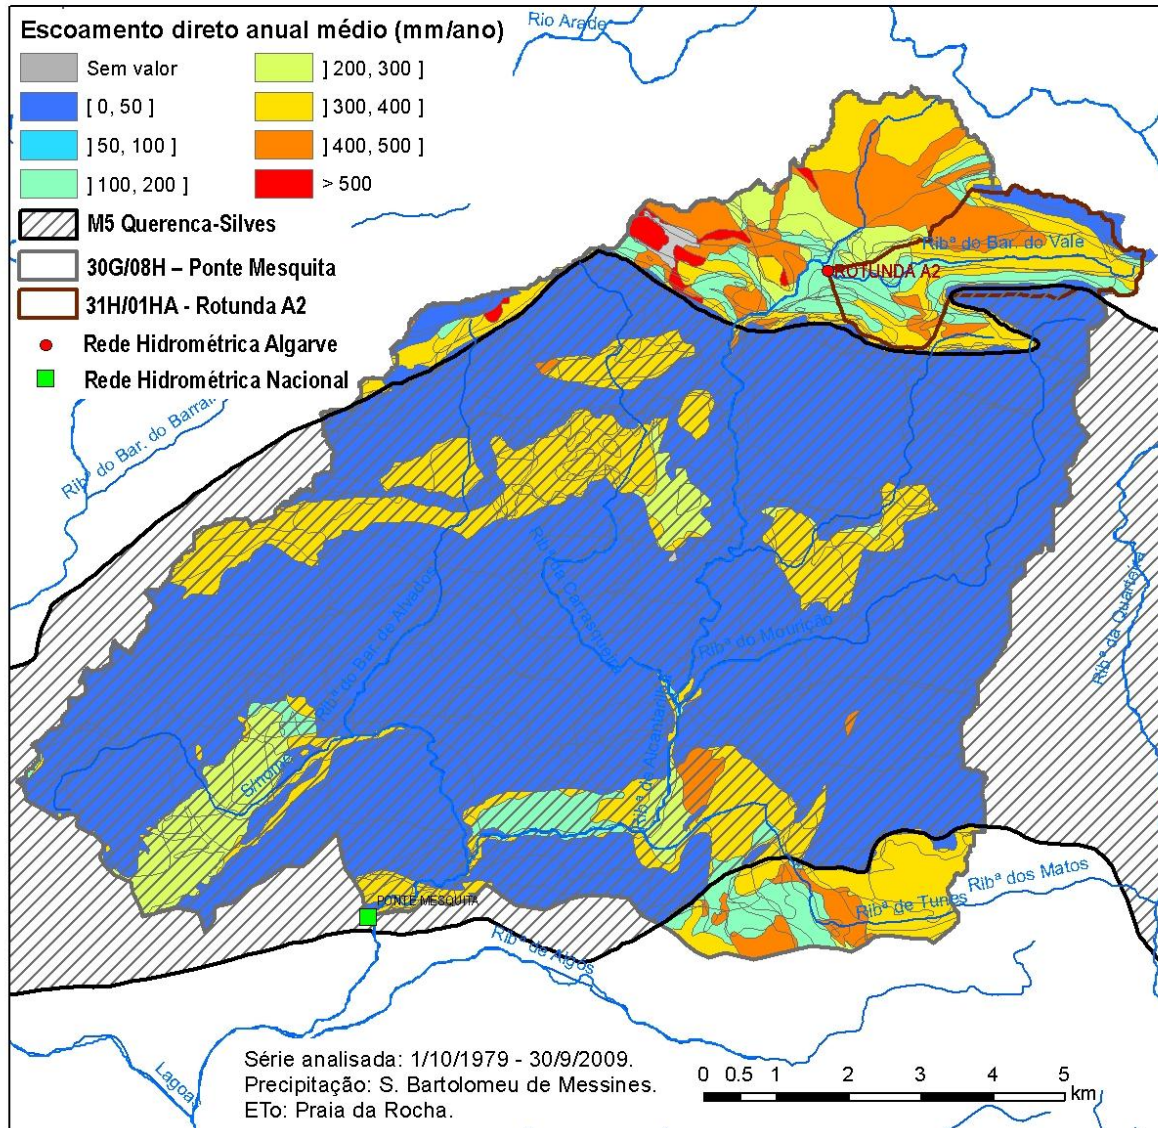 Rio Arade
Escoamento direto anual médio (mm/ano)
Sem valor
] 200, 300 ]
[ 0, 50 ]
]300, 400 ]
]50, 100 ]
]400, 500 ]
]100, 200 ]
> 500
M5 Querenca-Silves
30G/08H – Ponte Mesquita
31H/01HA - Rotunda A2
Rede Hidrométrica Algarve
Rede Hidrométrica Nacional
Ribª do Bar. do Vale
ROTUNDA A2
Ribª do Bar. do Barra
Ribª da Carrasqueira
Ribª do Bar. de Alvados
Ribª do Mourição
Ribª da Quarteira
Ribª de Alcantarilha
S/nome
PONTE MESQUITA
Ribª dos Matos
Ribª de Tunes
Ribª de Algos
Lagoas
Série analisada: 1/10/1979 - 30/9/2009.
Precipitação: S. Bartolomeu de Messines.
ETo: Praia da Rocha.
0 0.5 1 2 3 4 5
km